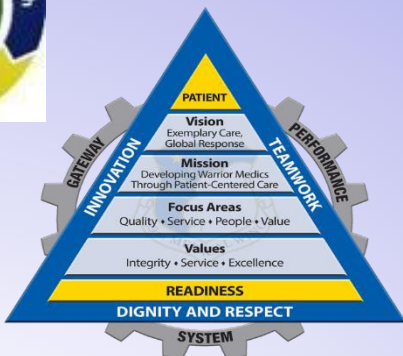 PATIENT
Vision
Exemplary Care,
Global Response
Mission
Developing Warrior Medics
Through Patient-Centered Care
Focus Areas
Quality • Service • People • Value
Values
Integrity • Service • Excellence
READINESS
DIGNITY AND RESPECT
INNOVATION
TEAMWORK
GATEWAY
PERFORMANCE
SYSTEM